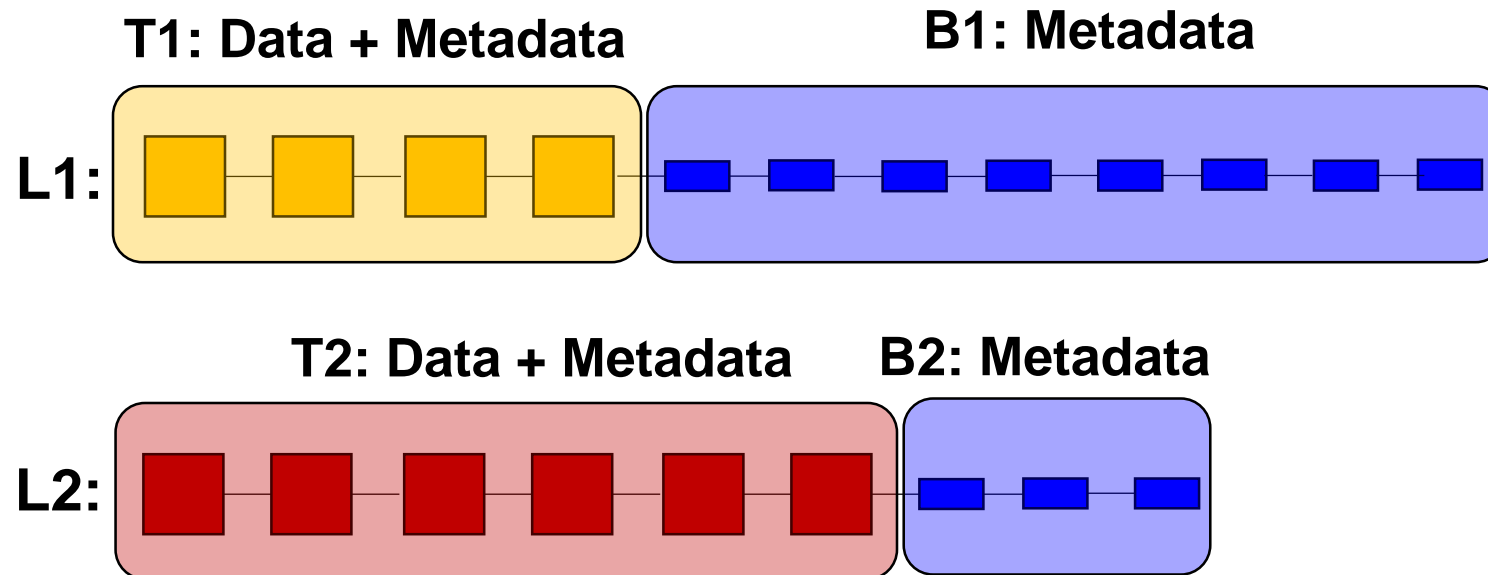 T1: Data + Metadata
B1: Metadata
L1:
T2: Data + Metadata
B2: Metadata
L2: